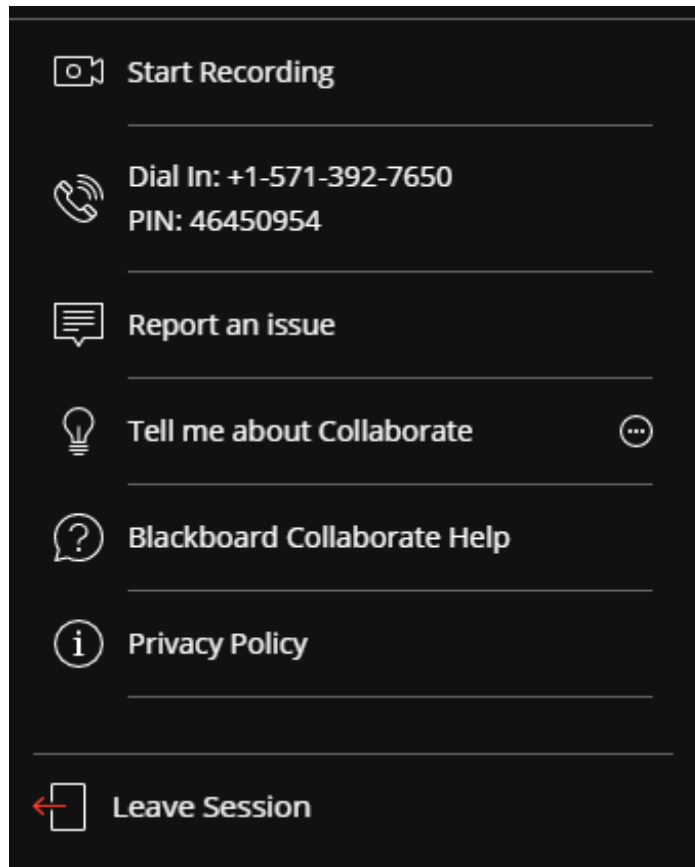 Start Recording
Dial In: +1-571-392-7650
PIN: 46450954
Report an issue
Tell me about Collaborate
Blackboard Collaborate Help
Privacy Policy
Leave Session